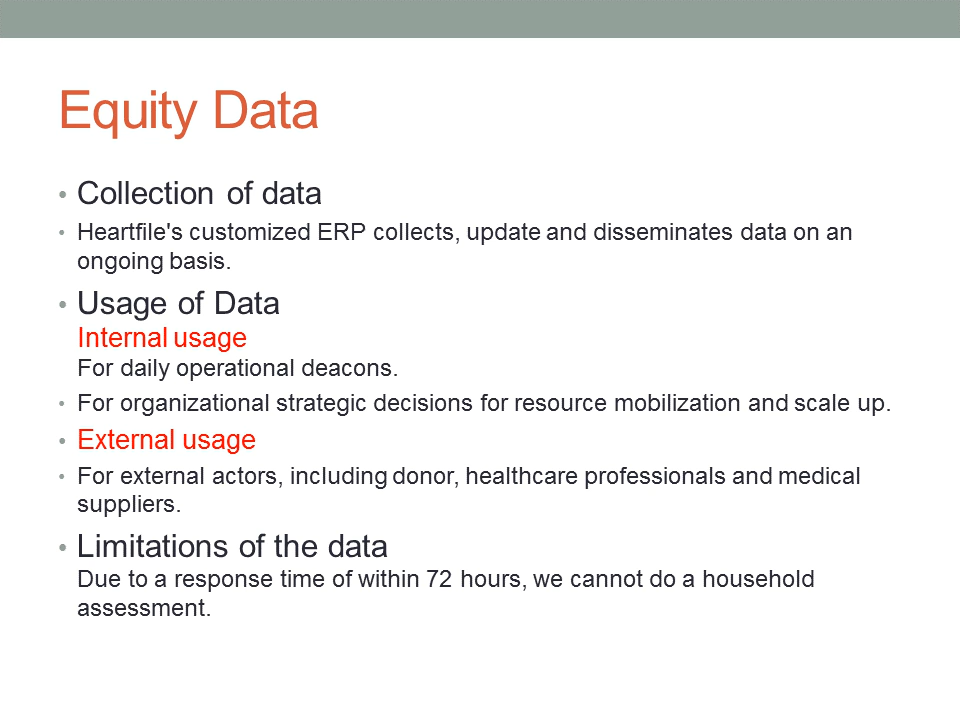 Equity Data
• Collection of data
• Heartfile's customized ERP collects, update and disseminates data on an
ongoing basis.
• Usage of Data
Internal usage
For daily operational deacons.
• For organizational strategic decisions for resource mobilization and scale up.
• External usage
• For external actors, including donor, healthcare professionals and medical
suppliers.
• Limitations of the data
Due to a response time of within 72 hours, we cannot do a household
assessment.